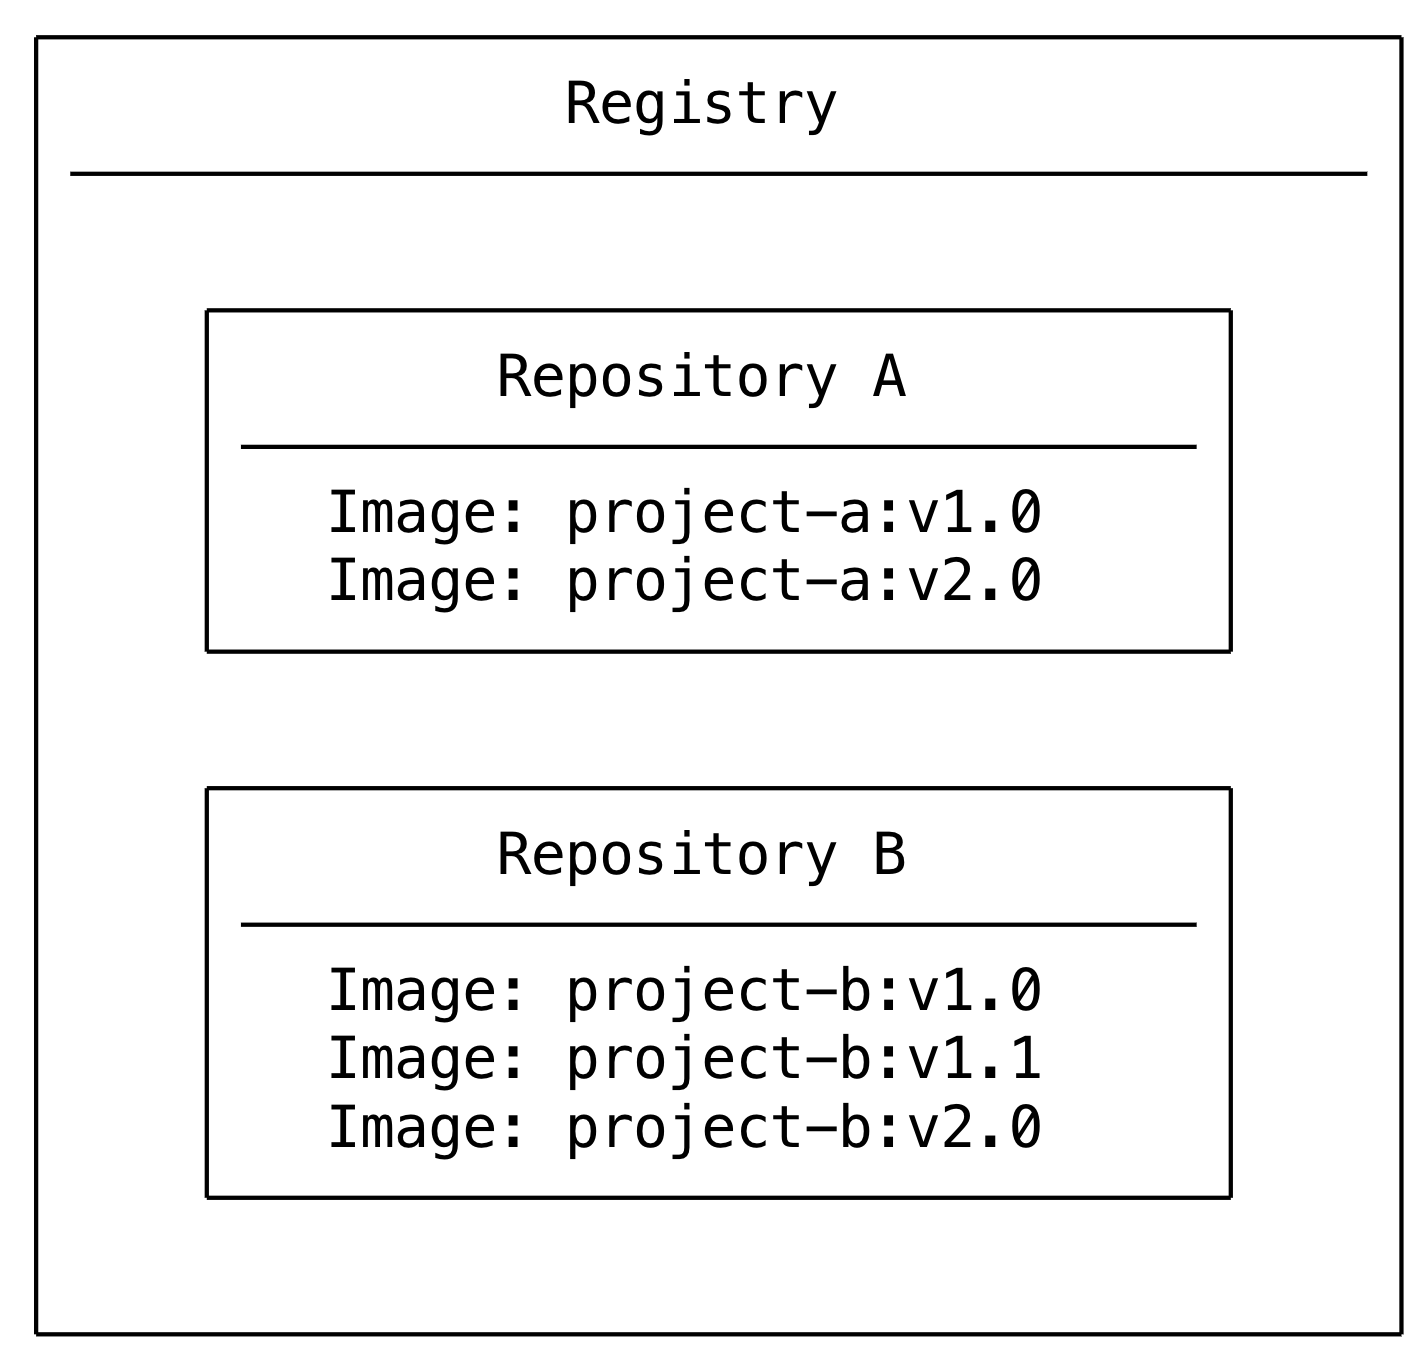 Registry
Repository A
Image: project-a:v1.0
Image: project-a:v2.0
Repository B
Image: project-b:v1.0
Image: project-b:v1.1
Image: project-b:v2.0